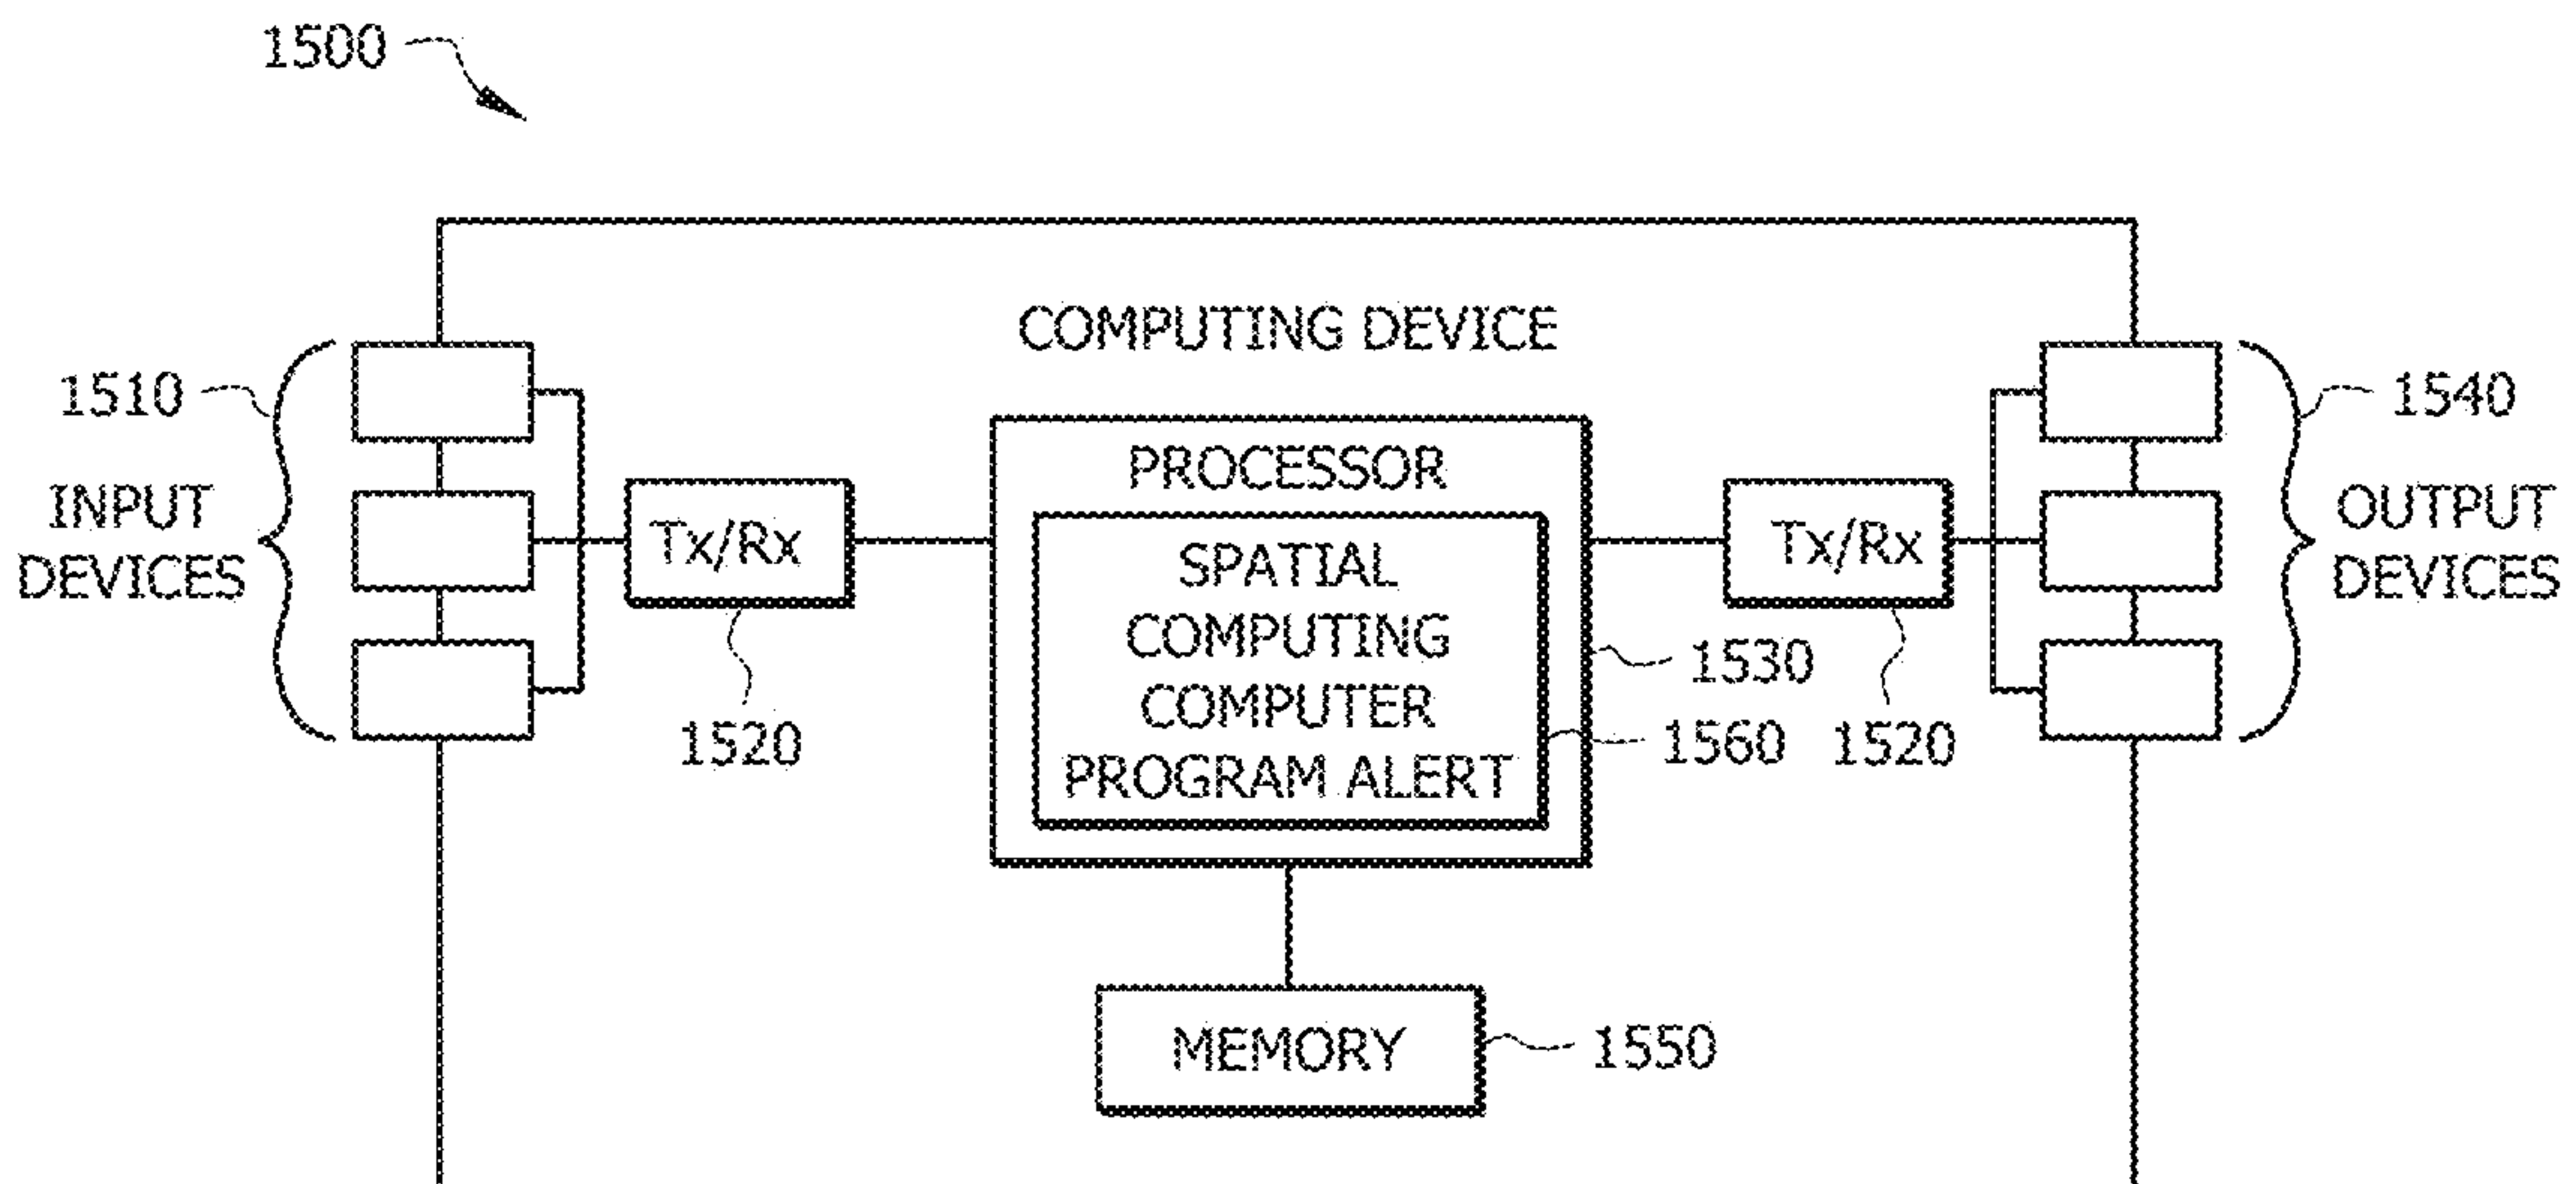 1500
COMPUTING DEVICE
1510
INPUT
DEVICES
Tx/Rx
1520
PROCESSOR
SPATIAL
COMPUTING
COMPUTER
PROGRAM ALERT
1530
1560
Tx/Rx
1520
1540
OUTPUT
DEVICES
MEMORY
1550